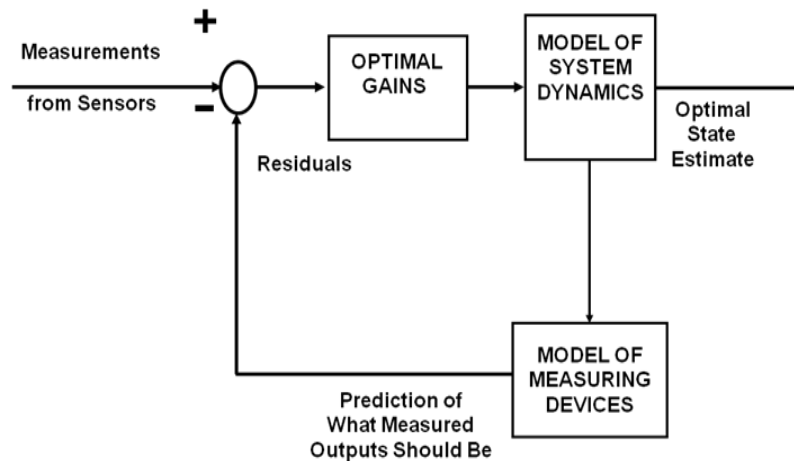 +
Measurements
from Sensors
-
Residuals
OPTIMAL
GAINS
MODEL OF
SYSTEM
DYNAMICS
Optimal
State
Estimate
MODEL OF
MEASURING
DEVICES
Prediction of
What Measured
Outputs Should Be